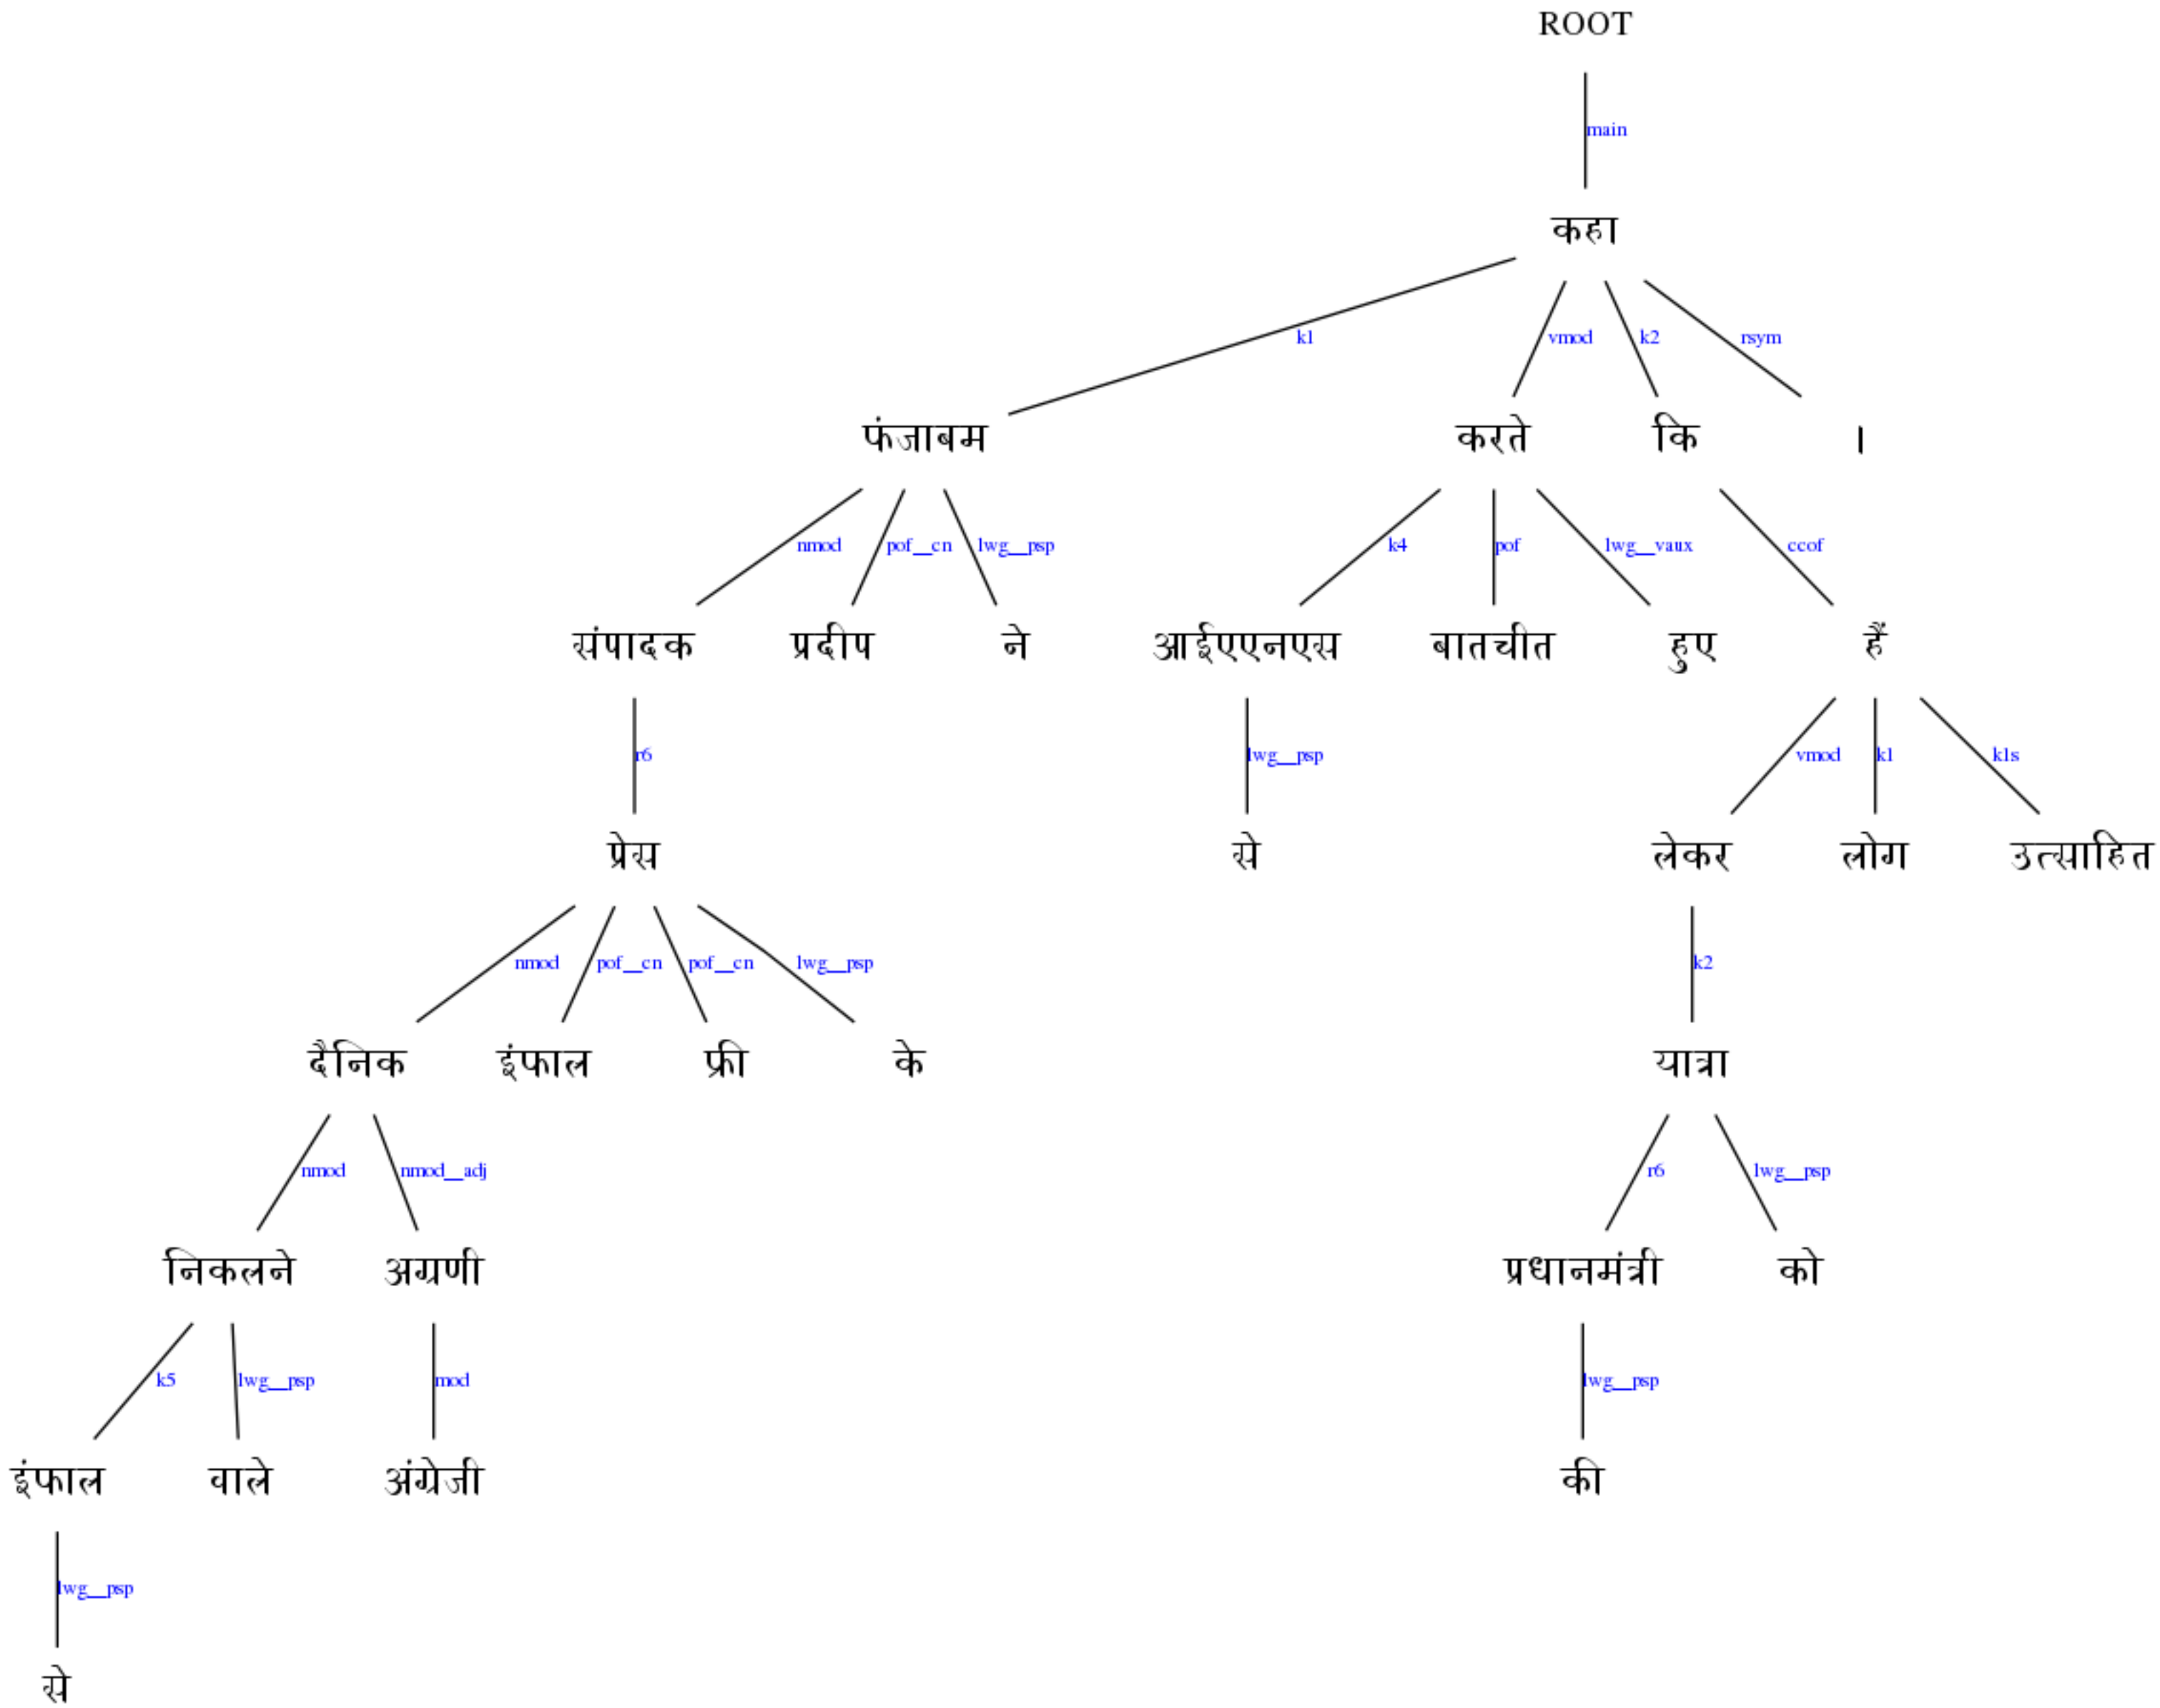 ROOT
main
कहा
k1 vmod k2 rsym
फंजाबम करते कि ।
nmod pof__cn lwg__psp k4 pof lwg__vaux ccof
संपादक प्रदीप ने आईएएनएस बातचीत हुए हैं
r6 lwg__psp vmod k1 k1s
प्रेस से लेकर लोग उत्साहित
nmod pof__cn pof__cn lwg__psp k2
दैनिक इंफाल फ्री के यात्रा
nmod nmod__adj r6 lwg__psp
निकलने अग्रणी प्रधानमंत्री को
k5 lwg__psp mod lwg__psp
इंफाल वाले अंग्रेजी की
lwg__psp
से